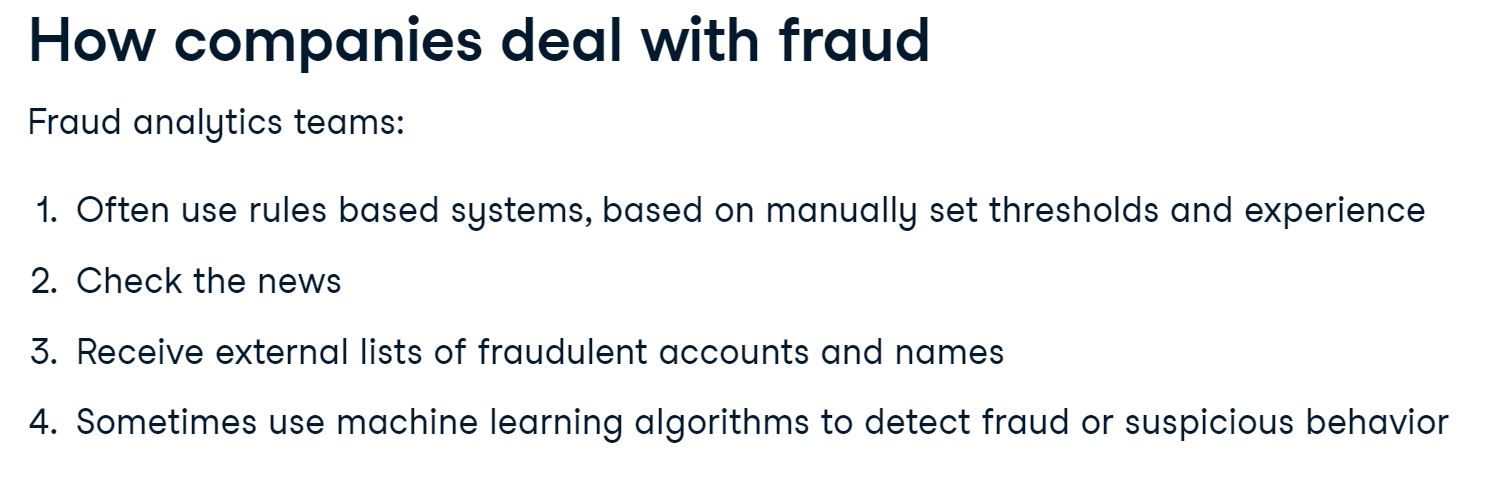 How companies deal with fraud
Fraud analytics teams:
1. Often use rules based systems, based on manually set thresholds and experience
2. Check the news
3. Receive external lists of fraudulent accounts and names
4. Sometimes use machine learning algorithms to detect fraud or suspicious behavior